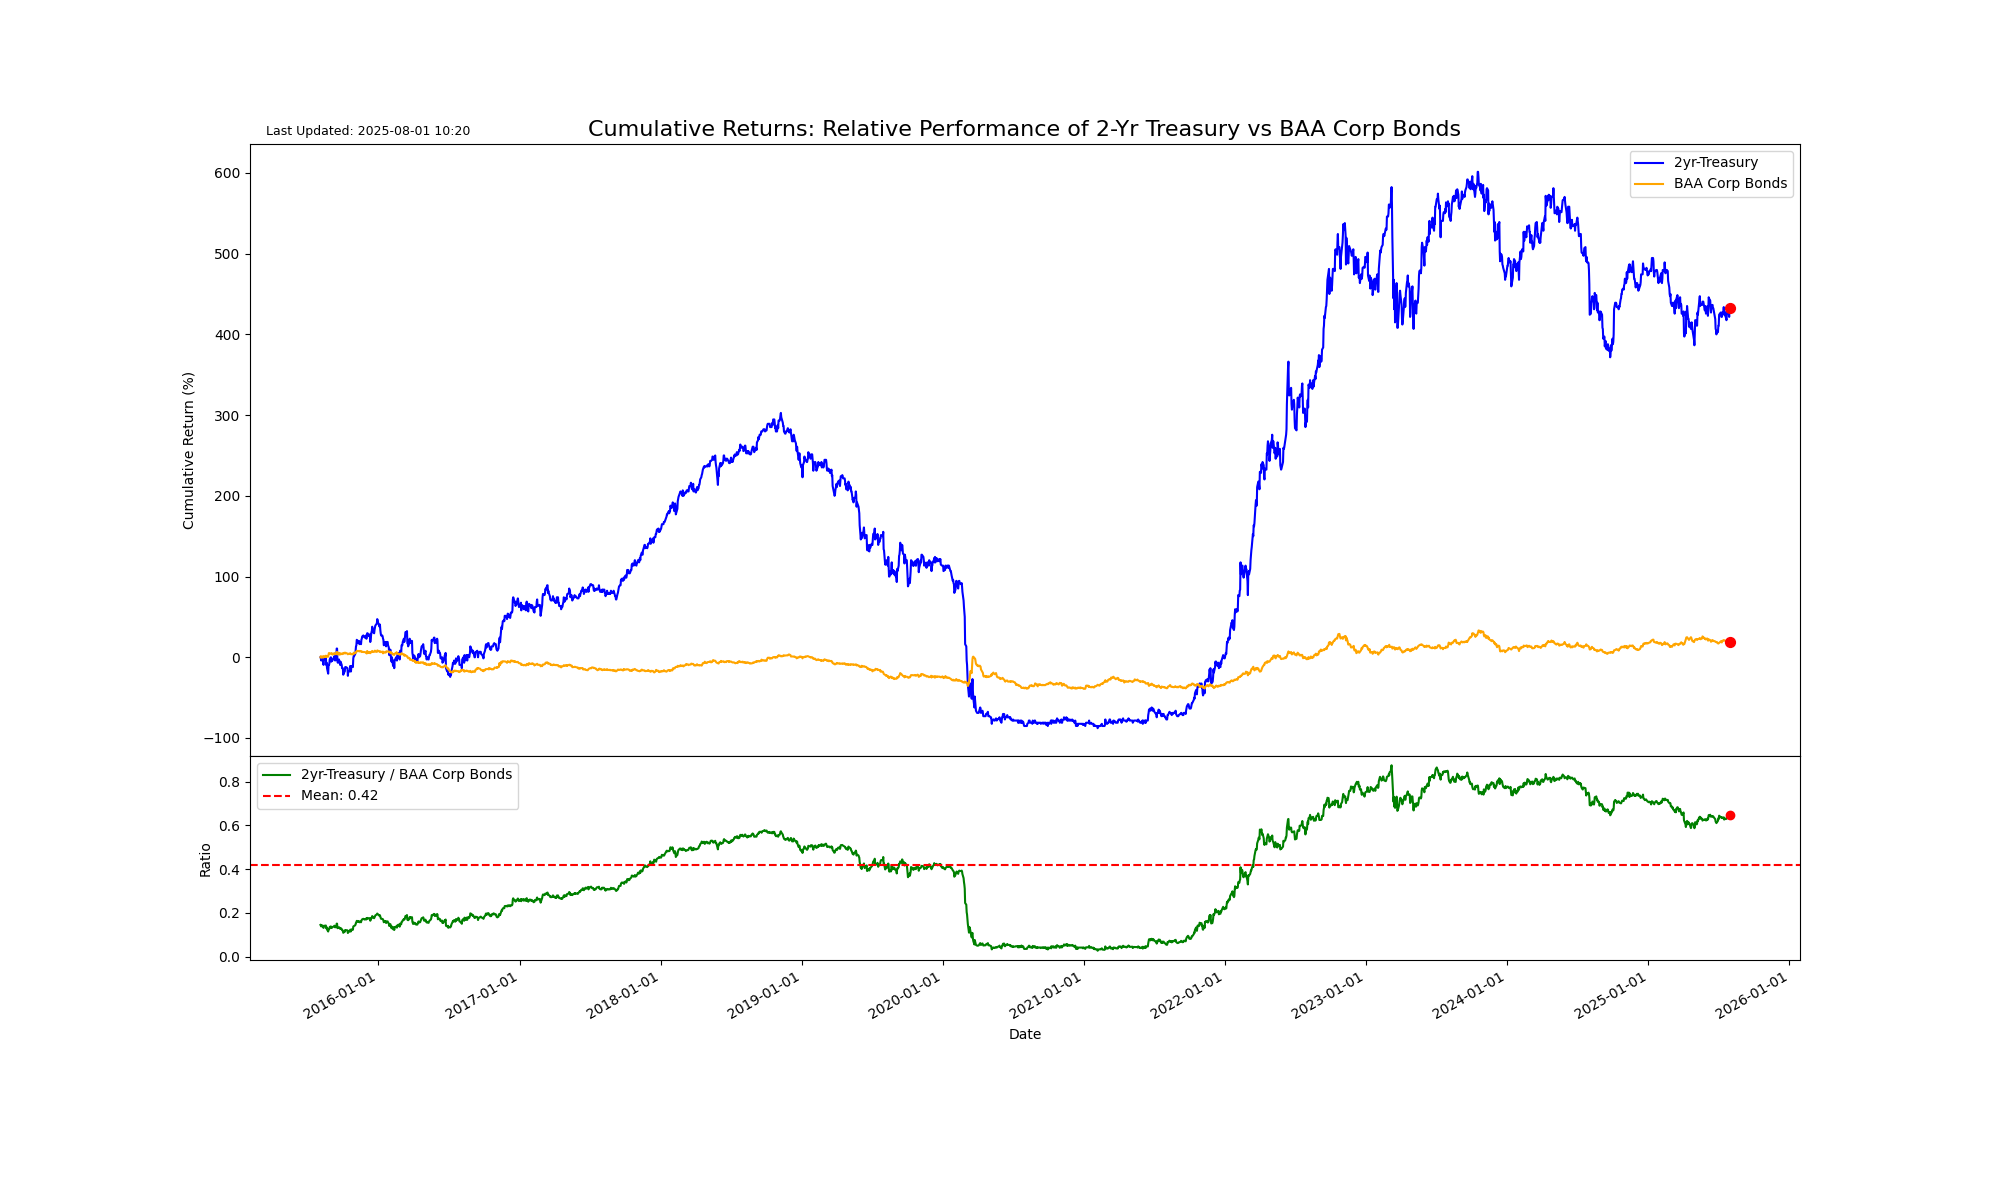 Last Updated: 2025-08-01 10:20
Cumulative Returns: Relative Performance of 2-Yr Treasury vs BAA Corp Bonds
2yr-Treasury
BAA Corp Bonds
Cumulative Return (%)
600
500
400
300
200
100
0
−100
2yr-Treasury / BAA Corp Bonds
Mean: 0.42
Ratio
0.8
0.6
0.4
0.2
0.0
2016-01-01
2017-01-01
2018-01-01
2019-01-01
2020-01-01
2021-01-01
2022-01-01
2023-01-01
2024-01-01
2025-01-01
2026-01-01
Date